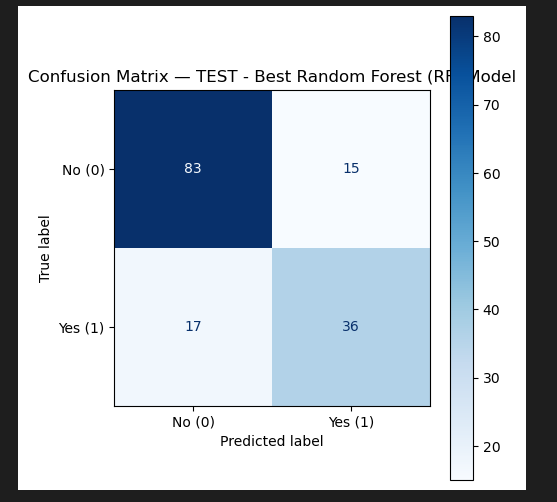 Confusion Matrix — TEST - Best Random Forest (RF) Model
80
70
60
50
40
30
20
No (0)
83
15
True label
Yes (1)
17
36
No (0)
Yes (1)
Predicted label